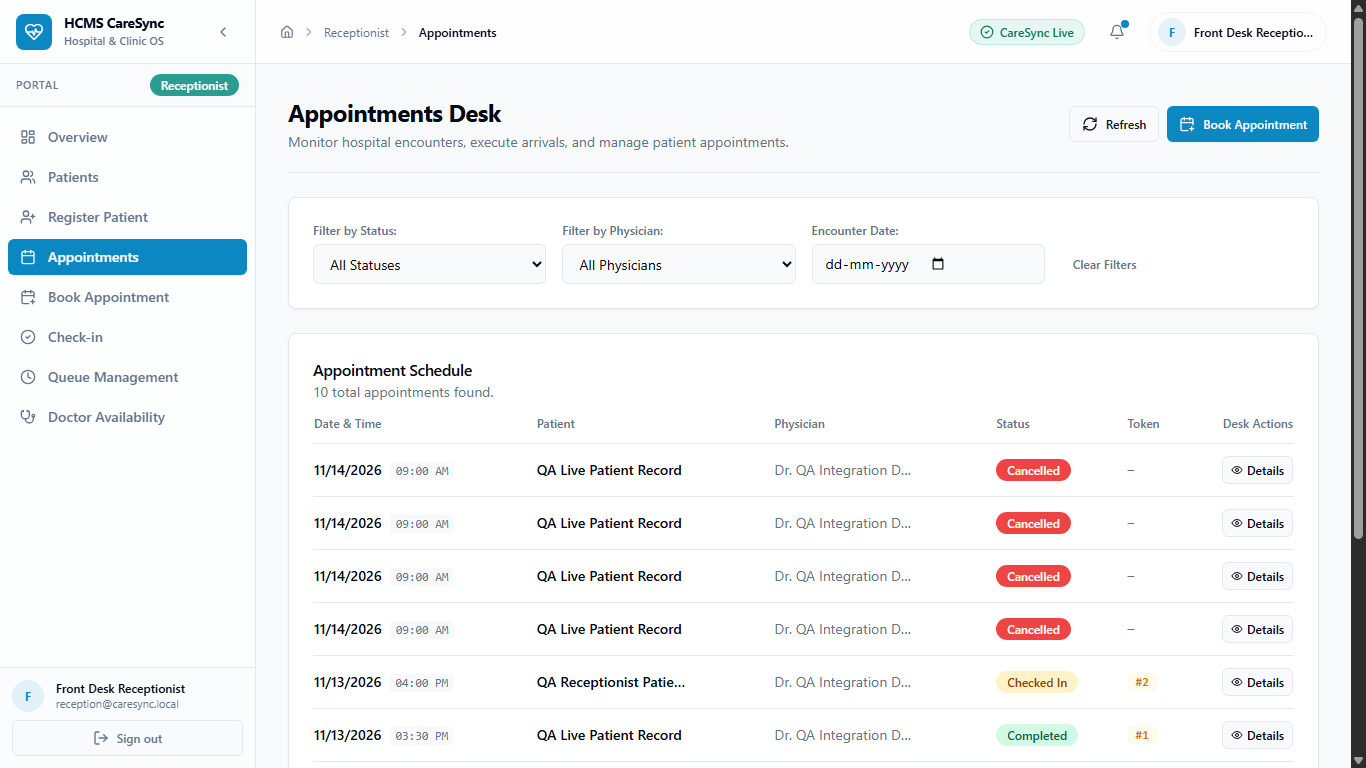 HCMS CareSync
Hospital & Clinic OS
PORTAL
Receptionist
Overview
Patients
Register Patient
Appointments
Book Appointment
Check-in
Queue Management
Doctor Availability
F
Front Desk Receptionist
reception@caresync.local
Sign out
Receptionist
Appointments
CareSync Live
F
Front Desk Receptio...
Appointments Desk
Monitor hospital encounters, execute arrivals, and manage patient appointments.
Refresh
Book Appointment
Filter by Status:
All Statuses
Filter by Physician:
All Physicians
Encounter Date:
dd-mm-yyyy
Clear Filters
Appointment Schedule
10 total appointments found.
Date & Time Patient Physician Status Token Desk Actions
11/14/2026 09:00 AM QA Live Patient Record Dr. QA Integration D... Cancelled – Details
11/14/2026 09:00 AM QA Live Patient Record Dr. QA Integration D... Cancelled – Details
11/14/2026 09:00 AM QA Live Patient Record Dr. QA Integration D... Cancelled – Details
11/14/2026 09:00 AM QA Live Patient Record Dr. QA Integration D... Cancelled – Details
11/13/2026 04:00 PM QA Receptionist Patie... Dr. QA Integration D... Checked In #2 Details
11/13/2026 03:30 PM QA Live Patient Record Dr. QA Integration D... Completed #1 Details